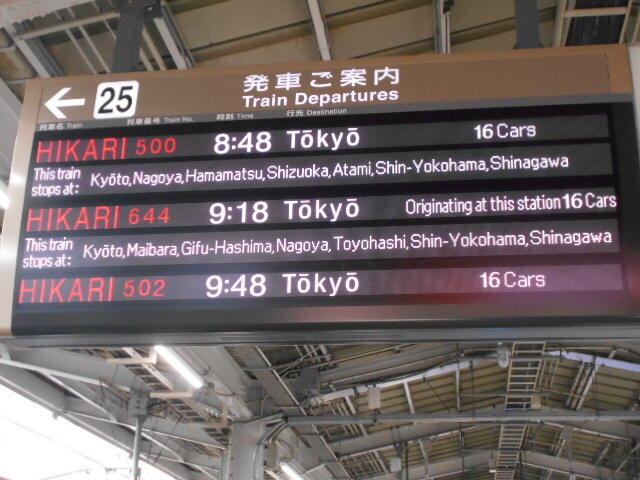 25 発車ご案内
Train Departures
列車名 Train 列車番号 Train No. 時刻 Time 行先 Destination
HIKARI 500 8:48 Tōkyō 16 Cars
This train stops at: Kyōto,Nagoya,Hamamatsu,Shizuoka,Atami,Shin-Yokohama,Shinagawa
HIKARI 644 9:18 Tōkyō Originating at this station 16 Cars
This train stops at: Kyōto,Maibara,Gifu-Hashima,Nagoya,Toyohashi,Shin-Yokohama,Shinagawa
HIKARI 502 9:48 Tōkyō 16 Cars